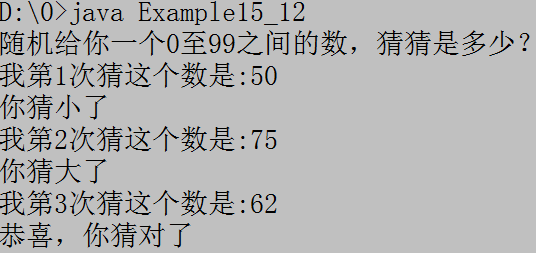 D:\0>java Example15_12
随机给你一个0至99之间的数，猜猜是多少？
我第1次猜这个数是:50
你猜小了
我第2次猜这个数是:75
你猜大了
我第3次猜这个数是:62
恭喜，你猜对了